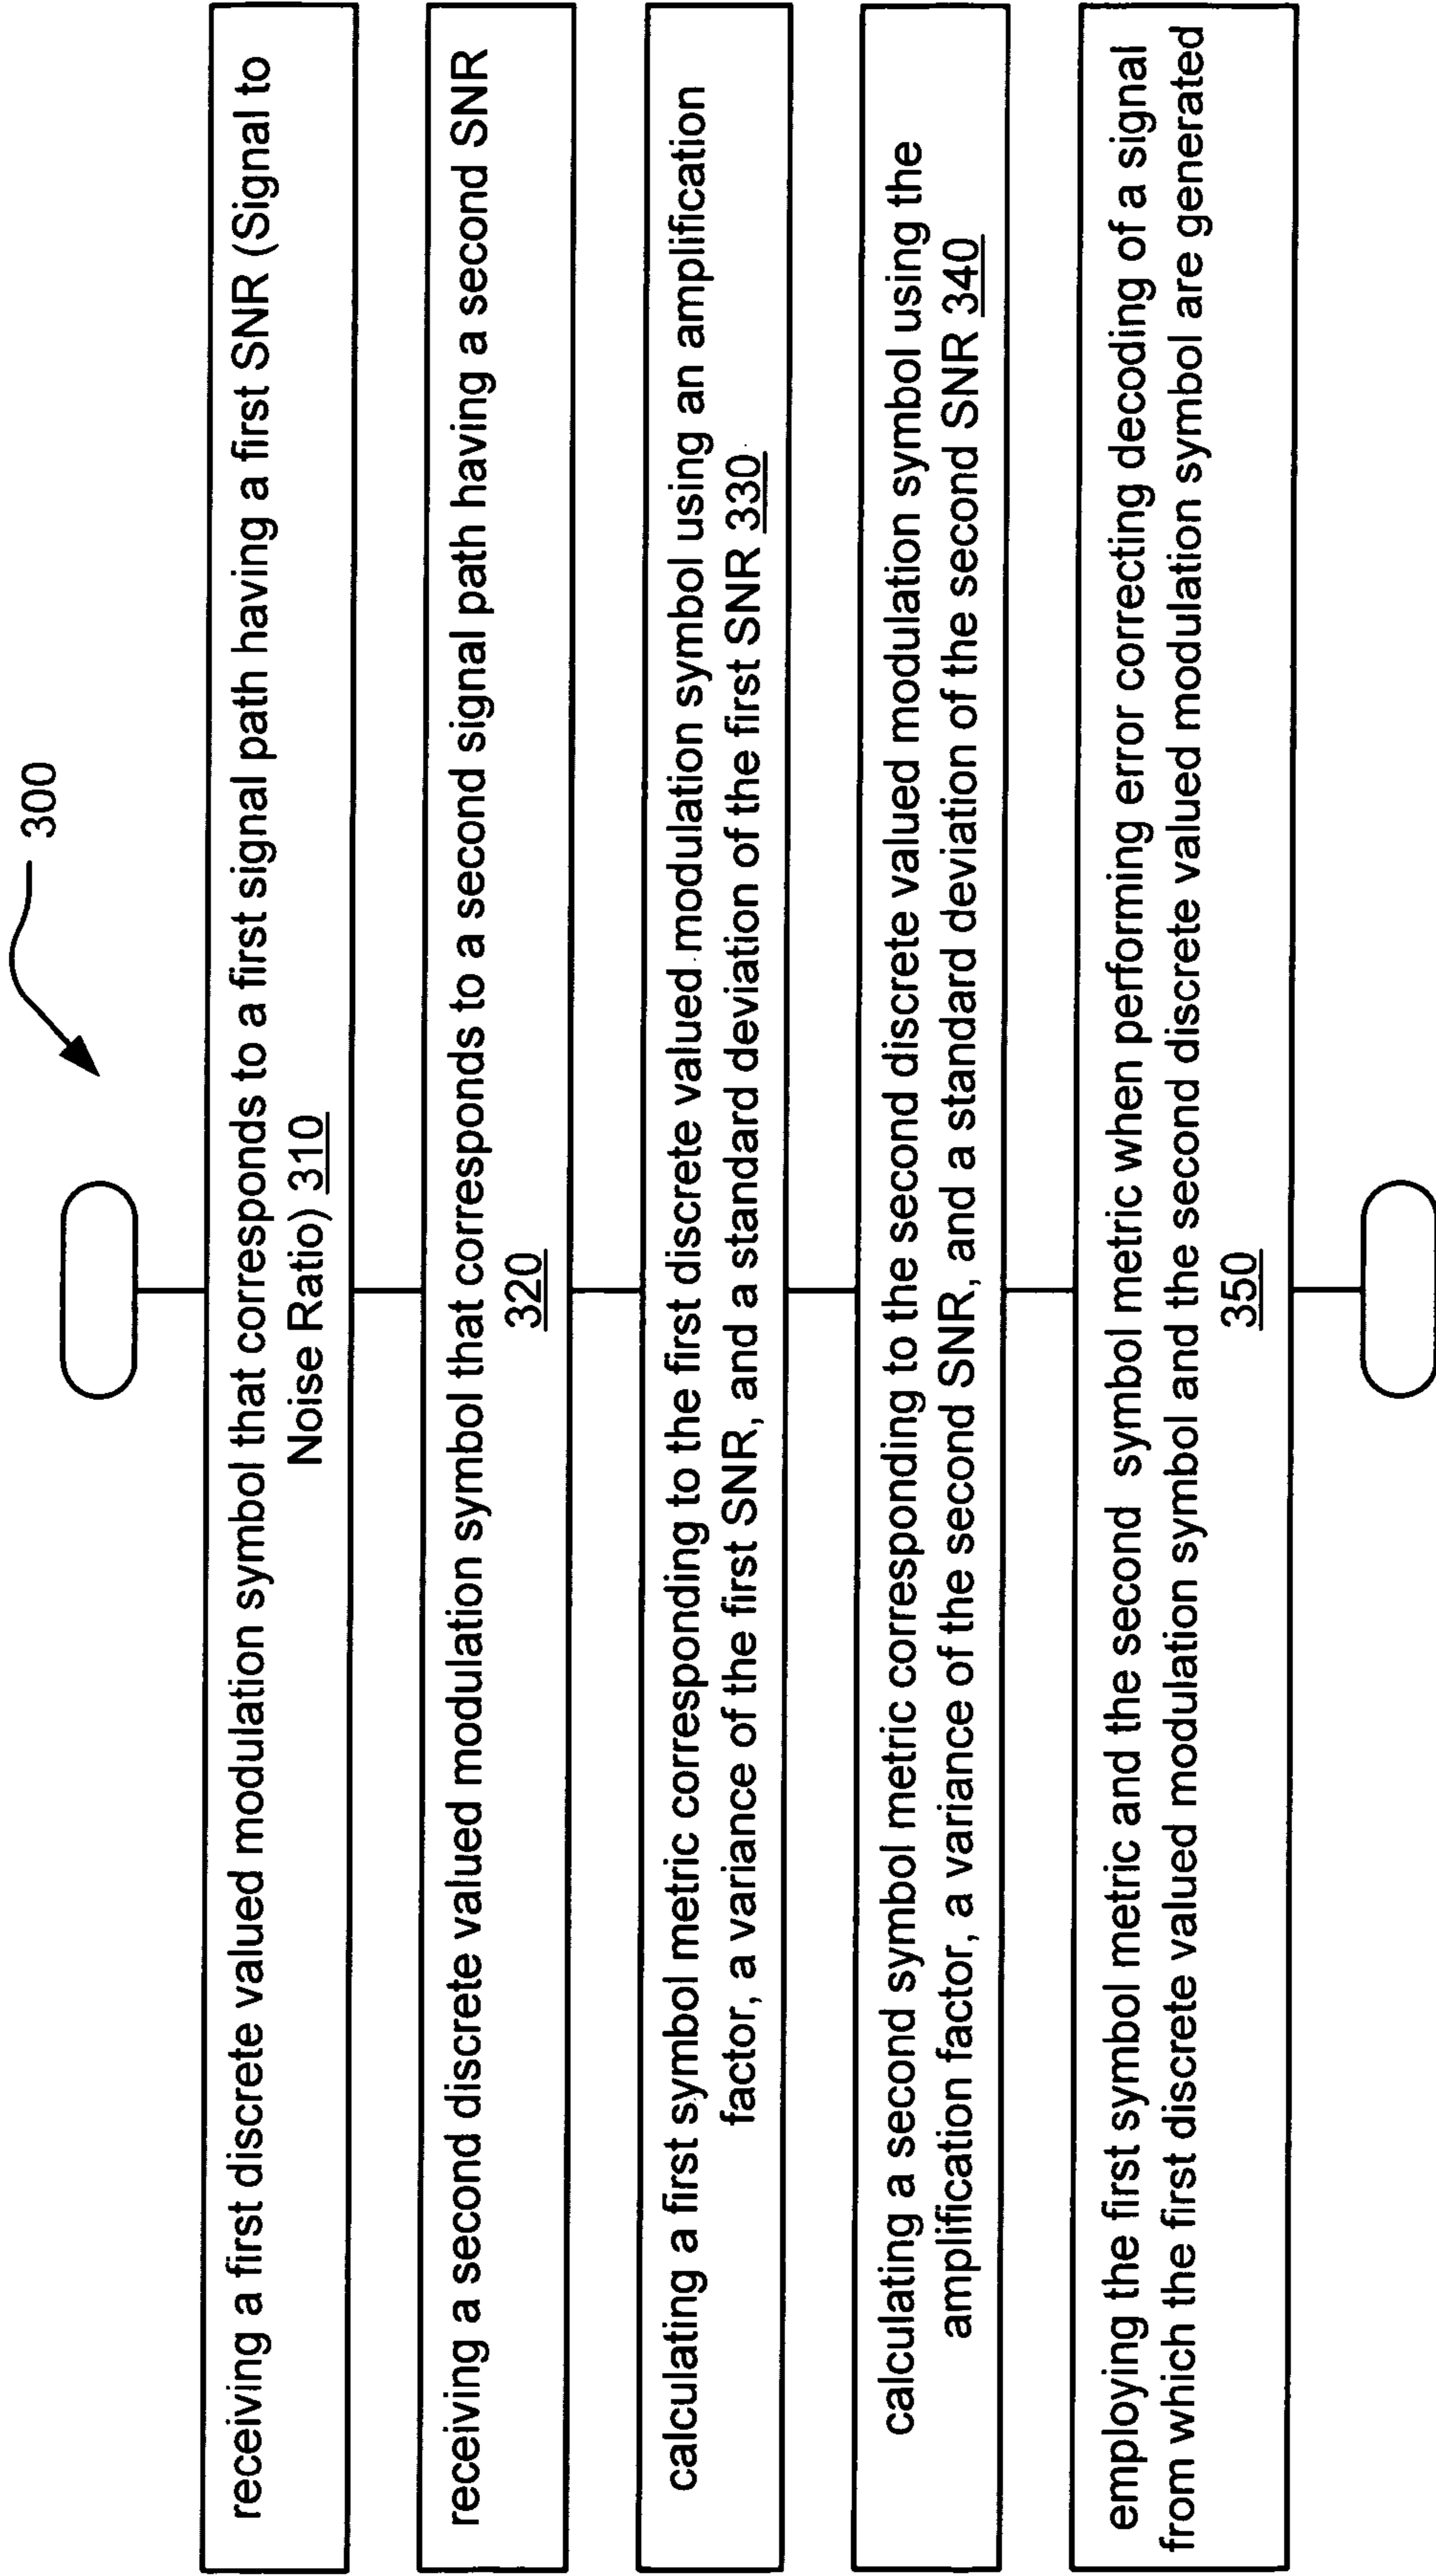 300
receiving a first discrete valued modulation symbol that corresponds to a first signal path having a first SNR (Signal to
Noise Ratio) 310
receiving a second discrete valued modulation symbol that corresponds to a second signal path having a second SNR
320
calculating a first symbol metric corresponding to the first discrete valued modulation symbol using an amplification
factor, a variance of the first SNR, and a standard deviation of the first SNR 330
calculating a second symbol metric corresponding to the second discrete valued modulation symbol using the
amplification factor, a variance of the second SNR, and a standard deviation of the second SNR 340
employing the first symbol metric and the second symbol metric when performing error correcting decoding of a signal
from which the first discrete valued modulation symbol and the second discrete valued modulation symbol are generated
350